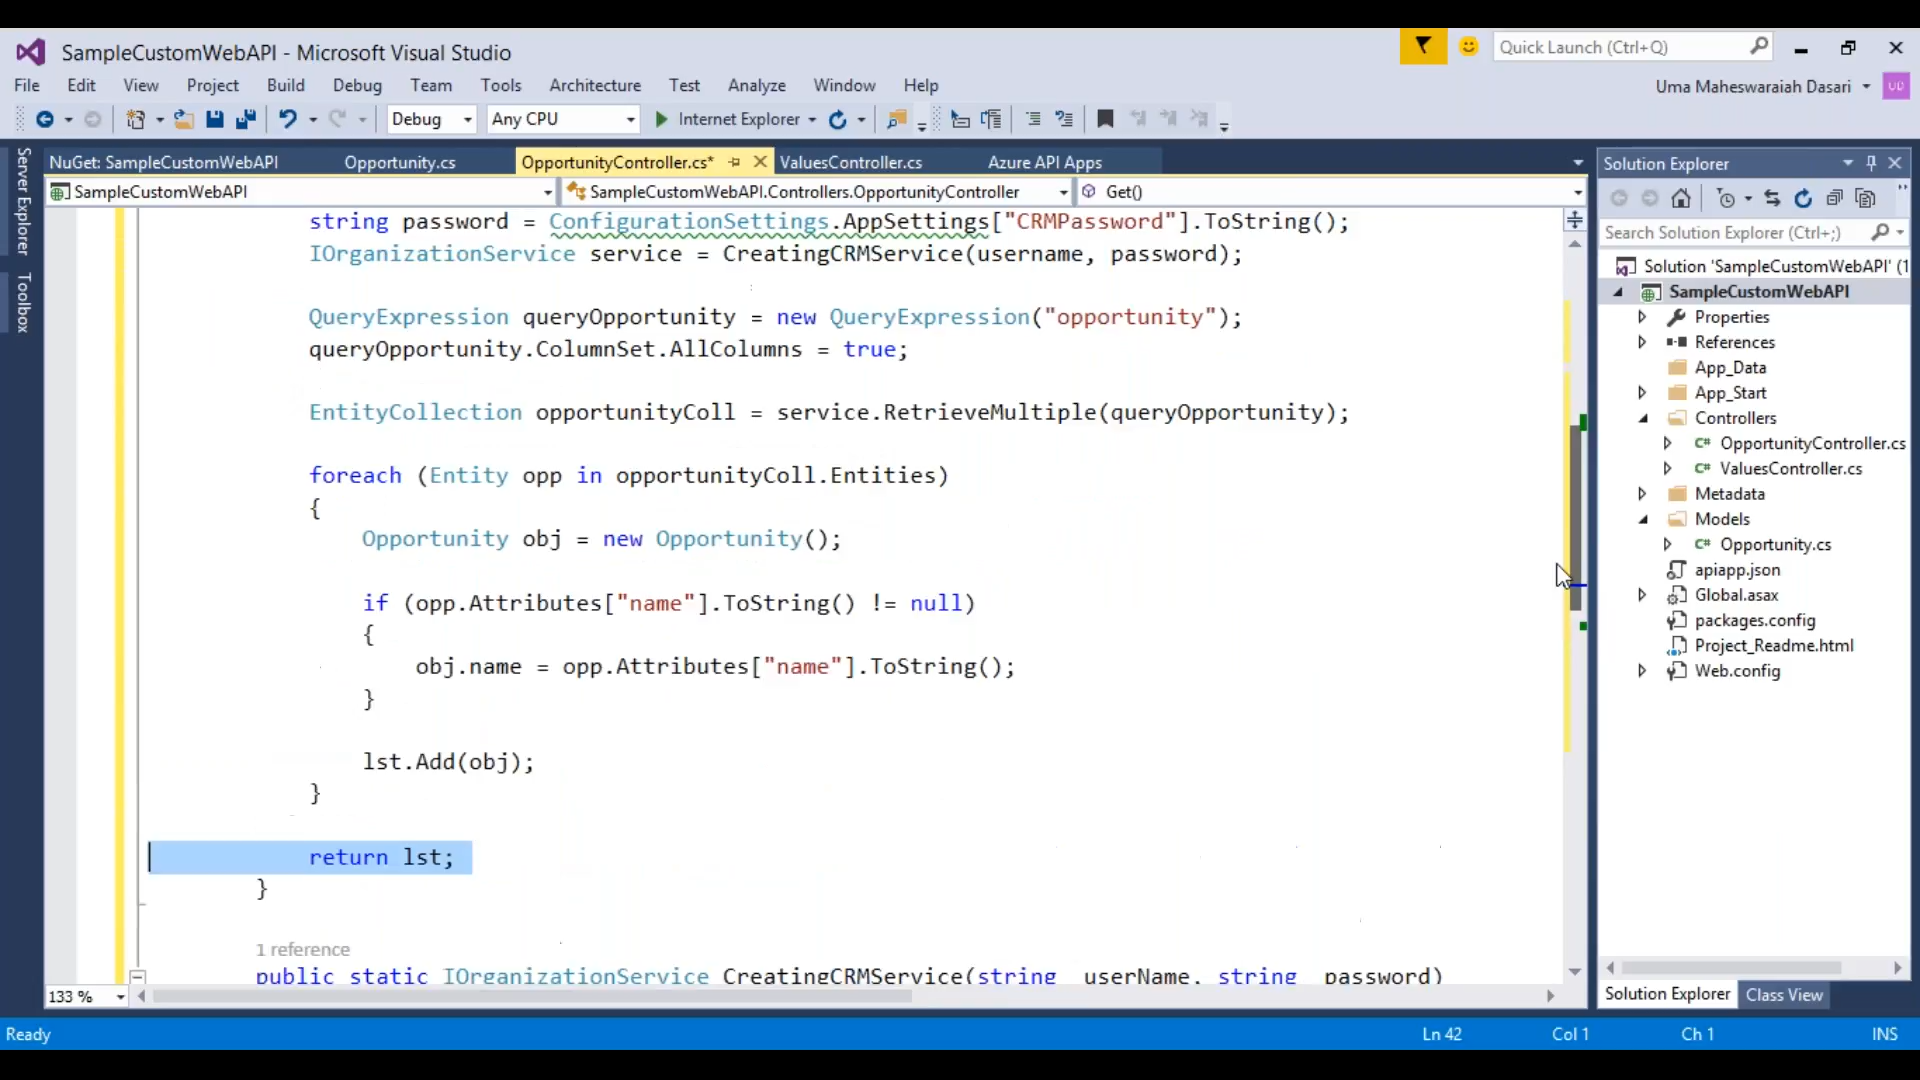 SampleCustomWebAPI - Microsoft Visual Studio
Quick Launch (Ctrl+Q)
File Edit View Project Build Debug Team Tools Architecture Test Analyze Window Help
Uma Maheswaraiah Dasari UD
Debug Any CPU Internet Explorer
NuGet: SampleCustomWebAPI Opportunity.cs OpportunityController.cs* ValuesController.cs Azure API Apps
SampleCustomWebAPI SampleCustomWebAPI.Controllers.OpportunityController Get()
Server Explorer
Toolbox
string password = ConfigurationSettings.AppSettings["CRMPassword"].ToString();
IOrganizationService service = CreatingCRMService(username, password);
QueryExpression queryOpportunity = new QueryExpression("opportunity");
queryOpportunity.ColumnSet.AllColumns = true;
EntityCollection opportunityColl = service.RetrieveMultiple(queryOpportunity);
foreach (Entity opp in opportunityColl.Entities)
{
Opportunity obj = new Opportunity();
if (opp.Attributes["name"].ToString() != null)
{
obj.name = opp.Attributes["name"].ToString();
}
lst.Add(obj);
}
return lst;
}
1 reference
public static IOrganizationService CreatingCRMService(string userName, string password)
133 %
Solution Explorer
Search Solution Explorer (Ctrl+;)
Solution 'SampleCustomWebAPI' (1
SampleCustomWebAPI
Properties
References
App_Data
App_Start
Controllers
C# OpportunityController.cs
C# ValuesController.cs
Metadata
Models
C# Opportunity.cs
apiapp.json
Global.asax
packages.config
Project_Readme.html
Web.config
Solution Explorer Class View
Ready Ln 42 Col 1 Ch 1 INS